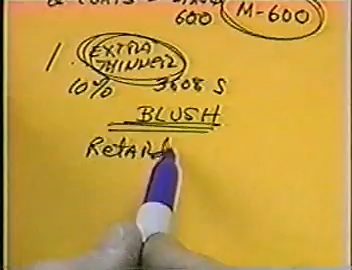 600 M-600
1. EXTRA
THINNER
10% 3608 S
BLUSH
Retard